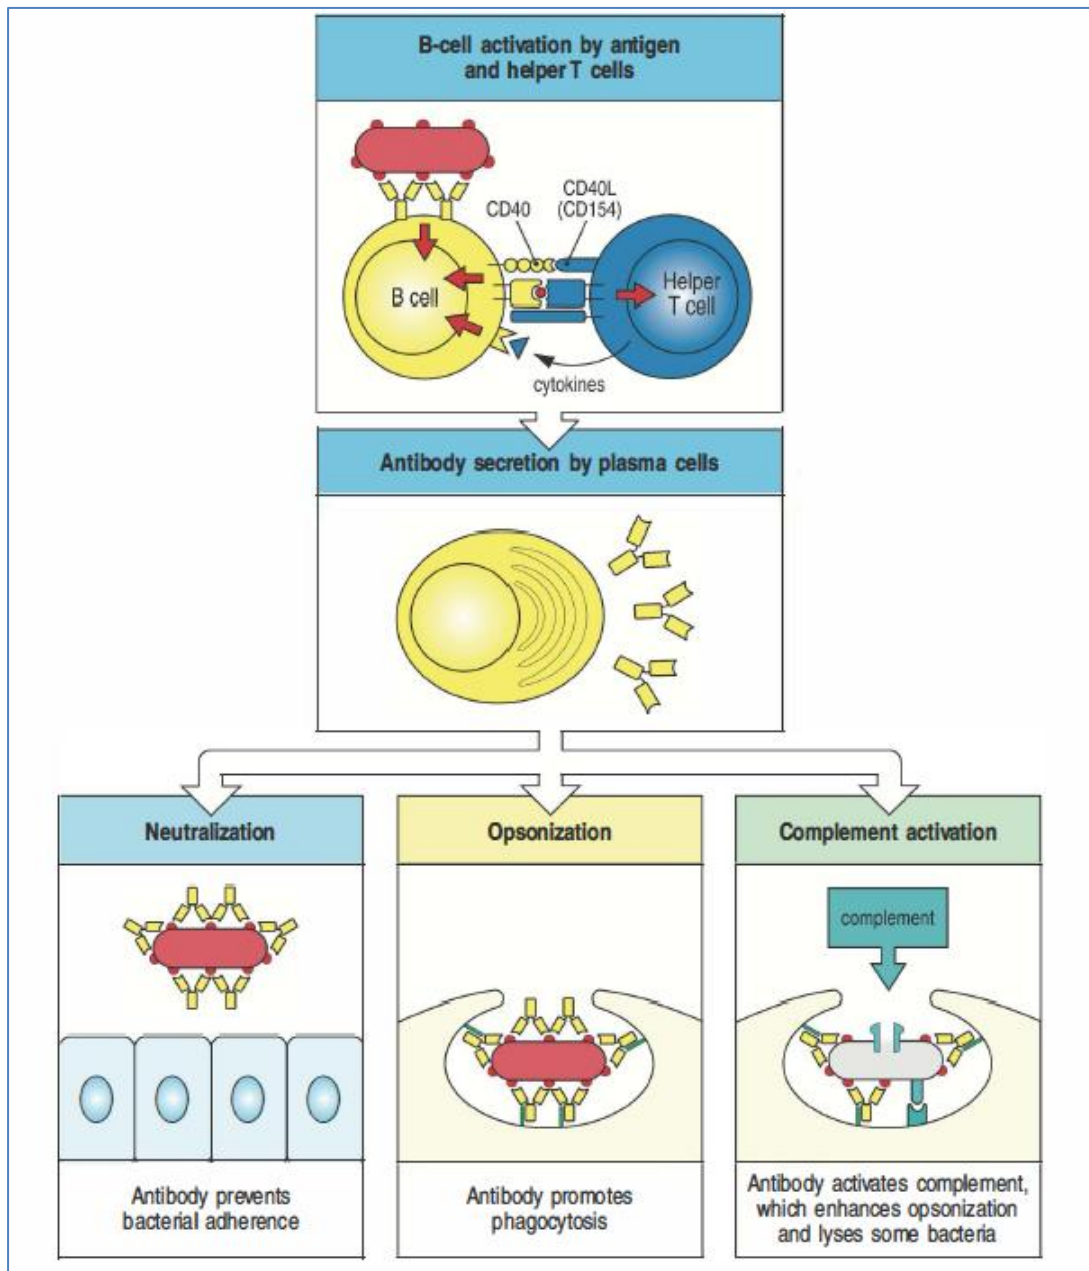 B-cell activation by antigen
and helper T cells
CD40L
(CD154)
CD40
B cell
Helper
T cell
cytokines
Antibody secretion by plasma cells
Neutralization
Opsonization
Complement activation
complement
Antibody prevents
bacterial adherence
Antibody promotes
phagocytosis
Antibody activates complement,
which enhances opsonization
and lyses some bacteria